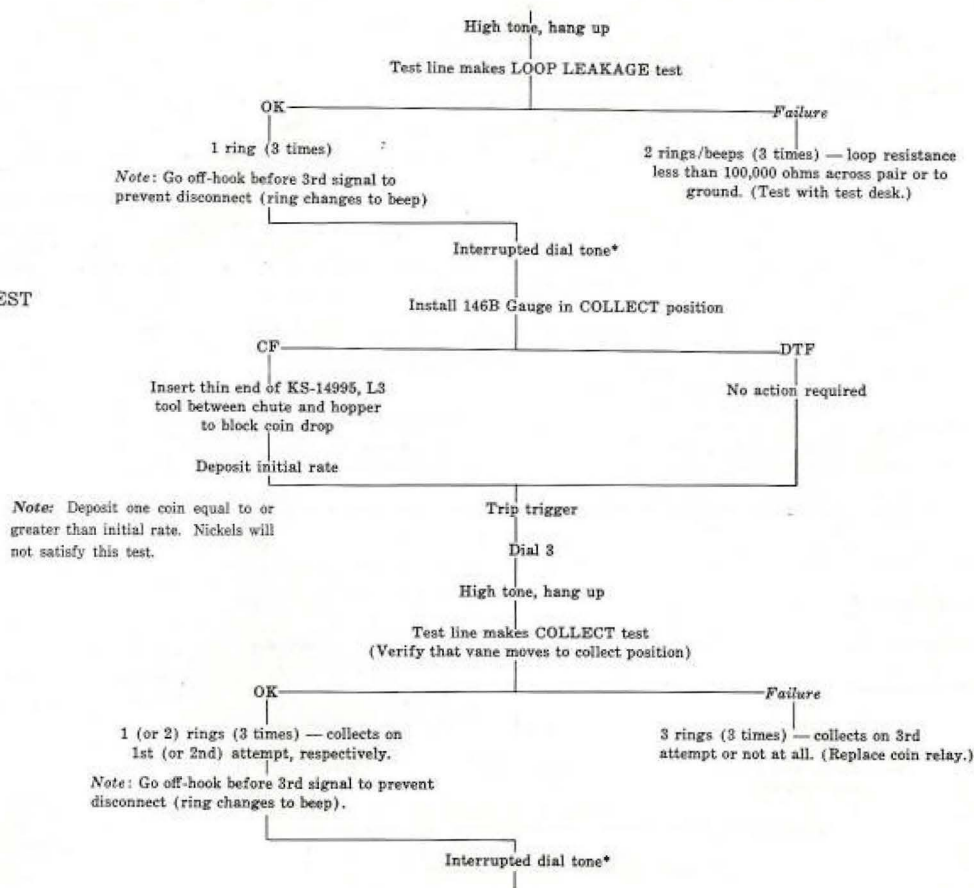 High tone, hang up
Test line makes LOOP LEAKAGE test
OK
Failure
1 ring (3 times)
Note: Go off-hook before 3rd signal to
prevent disconnect (ring changes to beep)
2 rings/beeps (3 times) — loop resistance
less than 100,000 ohms across pair or to
ground. (Test with test desk.)
Interrupted dial tone*
EST
Install 146B Gauge in COLLECT position
CF
DTF
Insert thin end of KS-14995, L3
tool between chute and hopper
to block coin drop
No action required
Deposit initial rate
Note: Deposit one coin equal to or
greater than initial rate. Nickels will
not satisfy this test.
Trip trigger
Dial 3
High tone, hang up
Test line makes COLLECT test
(Verify that vane moves to collect position)
OK
Failure
1 (or 2) rings (3 times) — collects on
1st (or 2nd) attempt, respectively.
3 rings (3 times) — collects on 3rd
attempt or not at all. (Replace coin relay.)
Note: Go off-hook before 3rd signal to prevent
disconnect (ring changes to beep).
Interrupted dial tone*